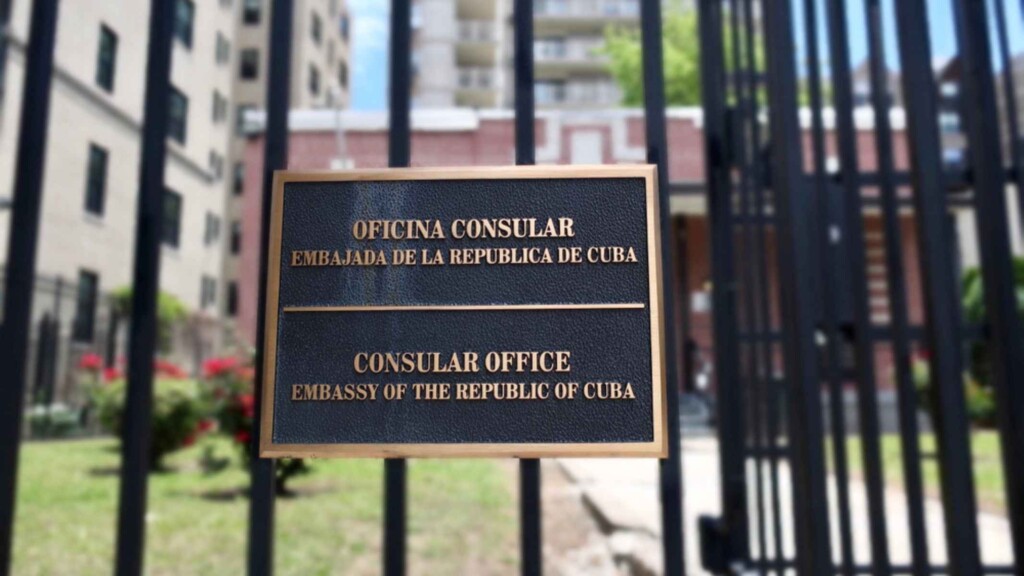 OFICINA CONSULAR
EMBAJADA DE LA REPUBLICA DE CUBA
CONSULAR OFFICE
EMBASSY OF THE REPUBLIC OF CUBA